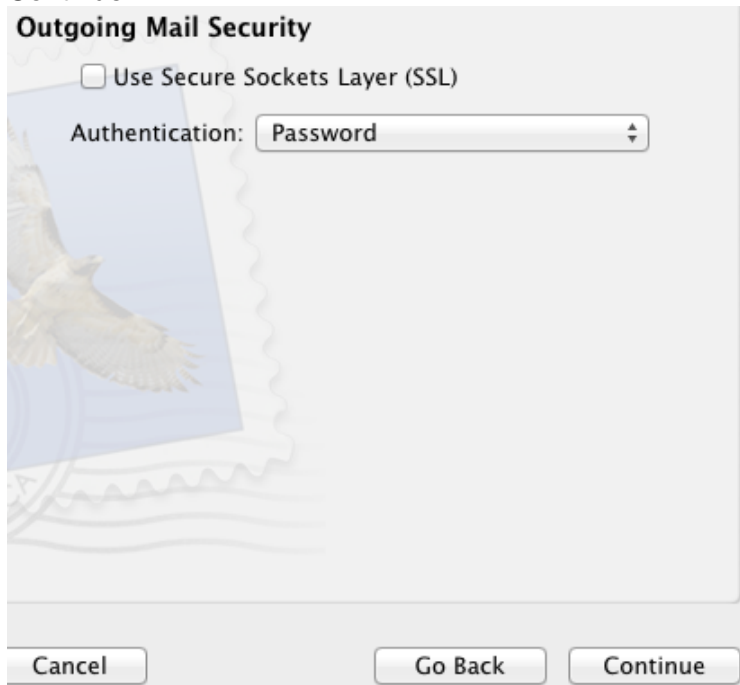 Outgoing Mail Security
Use Secure Sockets Layer (SSL)
Authentication: Password
Cancel Go Back Continue